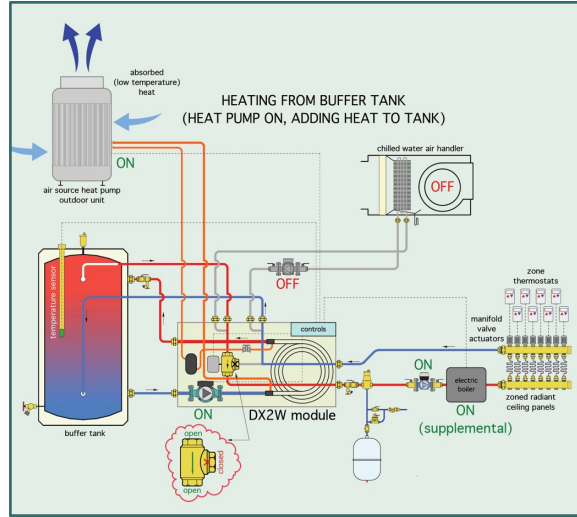 absorbed
(low temperature)
heat
HEATING FROM BUFFER TANK
(HEAT PUMP ON, ADDING HEAT TO TANK)
ON
air source heat pump
outdoor unit
chilled water air handler
OFF
OFF
temperature sensor
zone
thermostats
manifold
valve
actuators
controls
ON
DX2W module
ON
electric
boiler
ON
(supplemental)
zoned radiant
ceiling panels
buffer tank
open
closed
open